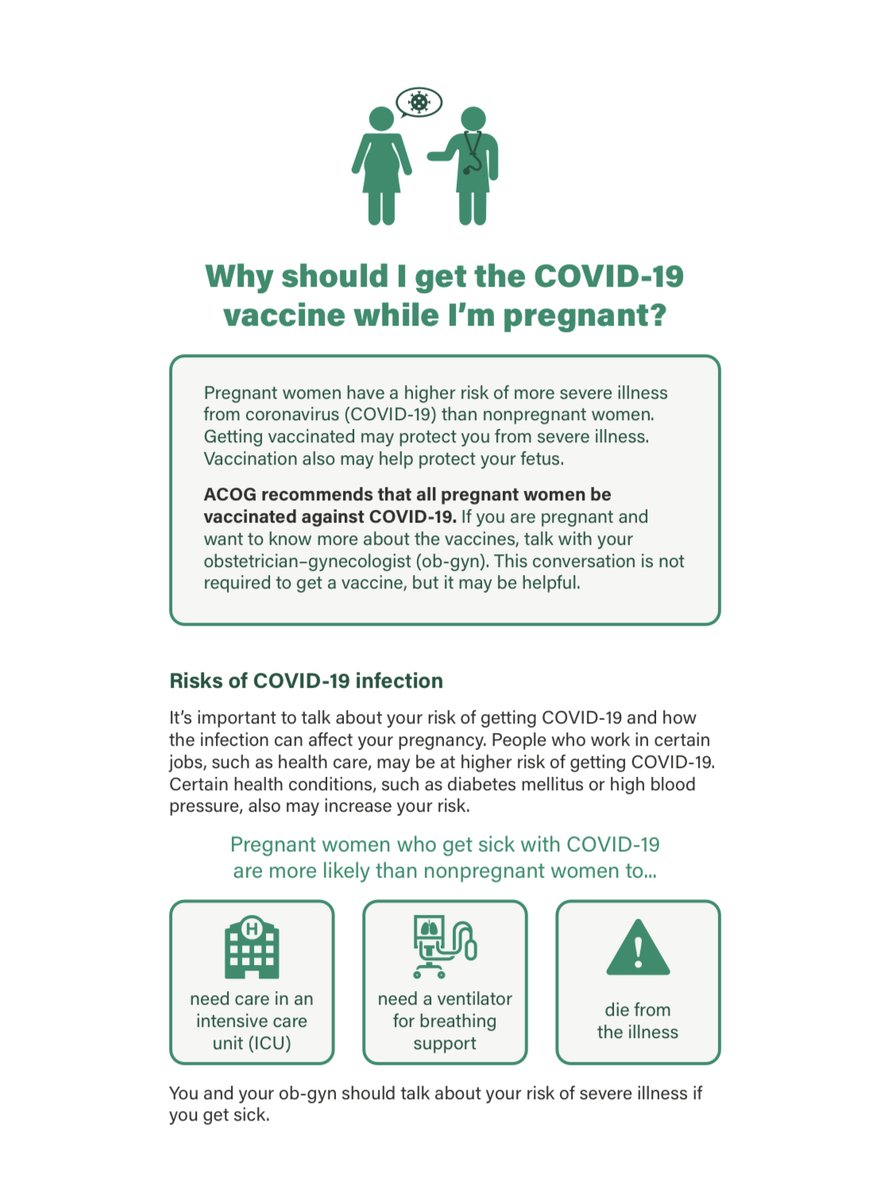 Why should I get the COVID-19
vaccine while I'm pregnant?
Pregnant women have a higher risk of more severe illness
from coronavirus (COVID-19) than nonpregnant women.
Getting vaccinated may protect you from severe illness.
Vaccination also may help protect your fetus.
ACOG recommends that all pregnant women be
vaccinated against COVID-19. If you are pregnant and
want to know more about the vaccines, talk with your
obstetrician–gynecologist (ob-gyn). This conversation is not
required to get a vaccine, but it may be helpful.
Risks of COVID-19 infection
It's important to talk about your risk of getting COVID-19 and how
the infection can affect your pregnancy. People who work in certain
jobs, such as health care, may be at higher risk of getting COVID-19.
Certain health conditions, such as diabetes mellitus or high blood
pressure, also may increase your risk.
Pregnant women who get sick with COVID-19
are more likely than nonpregnant women to...
H
need care in an
intensive care
unit (ICU)
need a ventilator
for breathing
support
!
die from
the illness
You and your ob-gyn should talk about your risk of severe illness if
you get sick.